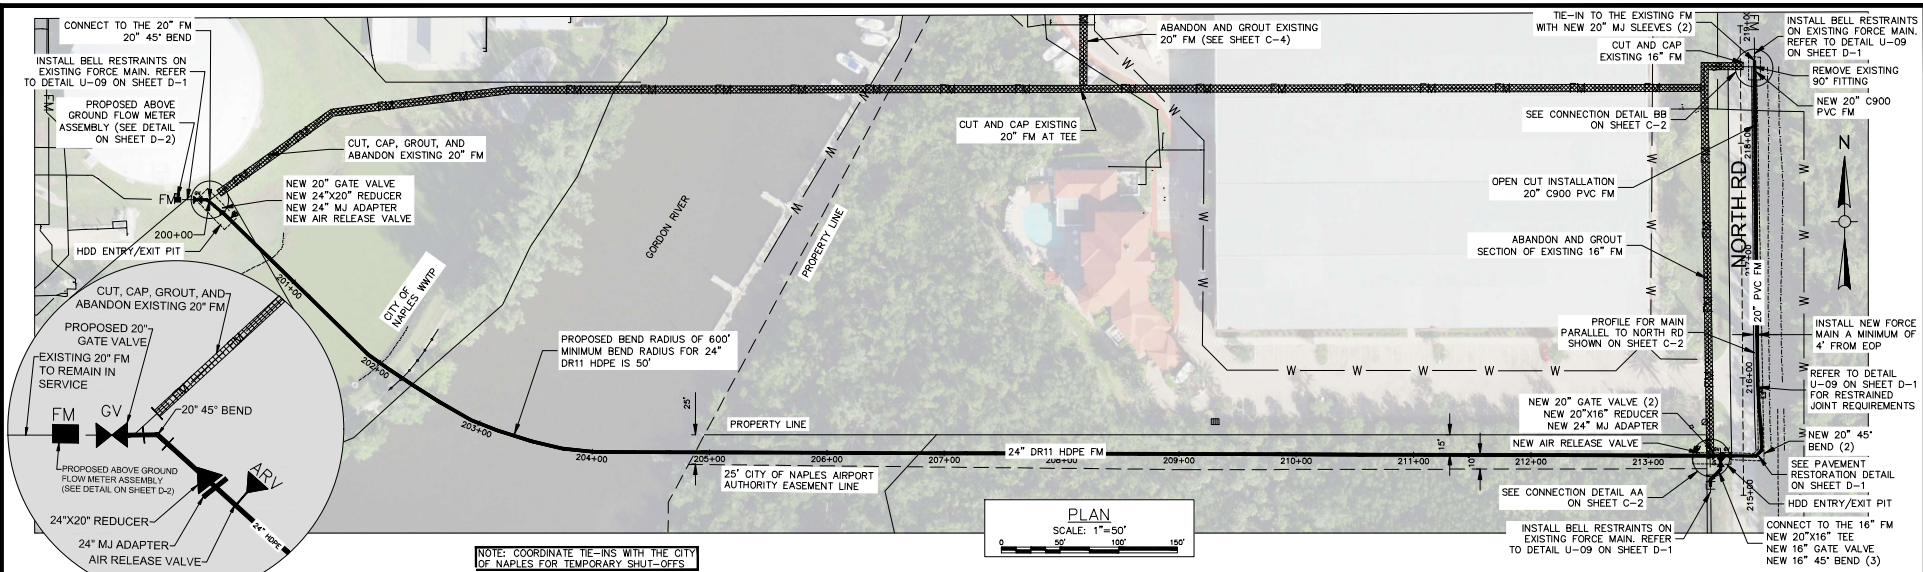 CONNECT TO THE 20" FM
20" 45° BEND
INSTALL BELL RESTRAINTS ON
EXISTING FORCE MAIN. REFER
TO DETAIL U-09 ON SHEET D-1
PROPOSED ABOVE
GROUND FLOW METER
ASSEMBLY (SEE DETAIL
ON SHEET D-2)
FM
CUT, CAP, GROUT, AND
ABANDON EXISTING 20" FM
NEW 20" GATE VALVE
NEW 24"X20" REDUCER
NEW 24" MJ ADAPTER
NEW AIR RELEASE VALVE
FM
200+00
HDD ENTRY/EXIT PIT
201+00
202+00
203+00
204+00
205+00
206+00
207+00
208+00
209+00
210+00
211+00
212+00
213+00
CITY OF
NAPLES WWTP
GORDON RIVER
PROPERTY LINE
PROPOSED BEND RADIUS OF 600'
MINIMUM BEND RADIUS FOR 24"
DR11 HDPE IS 50'
25'
PROPERTY LINE
24" DR11 HDPE FM
25' CITY OF NAPLES AIRPORT
AUTHORITY EASEMENT LINE
15'
10'
ABANDON AND GROUT EXISTING
20" FM (SEE SHEET C-4)
CUT AND CAP EXISTING
20" FM AT TEE
W
W
W
W
W
W
W
W
W
W
W
W
TIE-IN TO THE EXISTING FM
WITH NEW 20" MJ SLEEVES (2)
CUT AND CAP
EXISTING 16" FM
SEE CONNECTION DETAIL BB
ON SHEET C-2
OPEN CUT INSTALLATION
20" C900 PVC FM
ABANDON AND GROUT
SECTION OF EXISTING 16" FM
PROFILE FOR MAIN
PARALLEL TO NORTH RD
SHOWN ON SHEET C-2
NEW 20" GATE VALVE (2)
NEW 20"X16" REDUCER
NEW 24" MJ ADAPTER
NEW AIR RELEASE VALVE
SEE CONNECTION DETAIL AA
ON SHEET C-2
INSTALL BELL RESTRAINTS ON
EXISTING FORCE MAIN. REFER
TO DETAIL U-09 ON SHEET D-1
NORTH RD
20" PVC FM
FM
219+00
218+00
217+00
216+00
215+00
INSTALL BELL RESTRAINTS
ON EXISTING FORCE MAIN.
REFER TO DETAIL U-09
ON SHEET D-1
REMOVE EXISTING
90° FITTING
NEW 20" C900
PVC FM
N
INSTALL NEW FORCE
MAIN A MINIMUM OF
4' FROM EOP
REFER TO DETAIL
U-09 ON SHEET D-1
FOR RESTRAINED
JOINT REQUIREMENTS
NEW 20" 45°
BEND (2)
SEE PAVEMENT
RESTORATION DETAIL
ON SHEET D-1
HDD ENTRY/EXIT PIT
CONNECT TO THE 16" FM
NEW 20"X16" TEE
NEW 16" GATE VALVE
NEW 16" 45° BEND (3)
CUT, CAP, GROUT, AND
ABANDON EXISTING 20" FM
PROPOSED 20"
GATE VALVE
EXISTING 20" FM
TO REMAIN IN
SERVICE
FM
GV
20" 45° BEND
PROPOSED ABOVE GROUND
FLOW METER ASSEMBLY
(SEE DETAIL ON SHEET D-2)
ARV
24"X20" REDUCER
24" MJ ADAPTER
AIR RELEASE VALVE
24" HDPE
NOTE: COORDINATE TIE-INS WITH THE CITY
OF NAPLES FOR TEMPORARY SHUT-OFFS
PLAN
SCALE: 1"=50'
0 50' 100' 150'